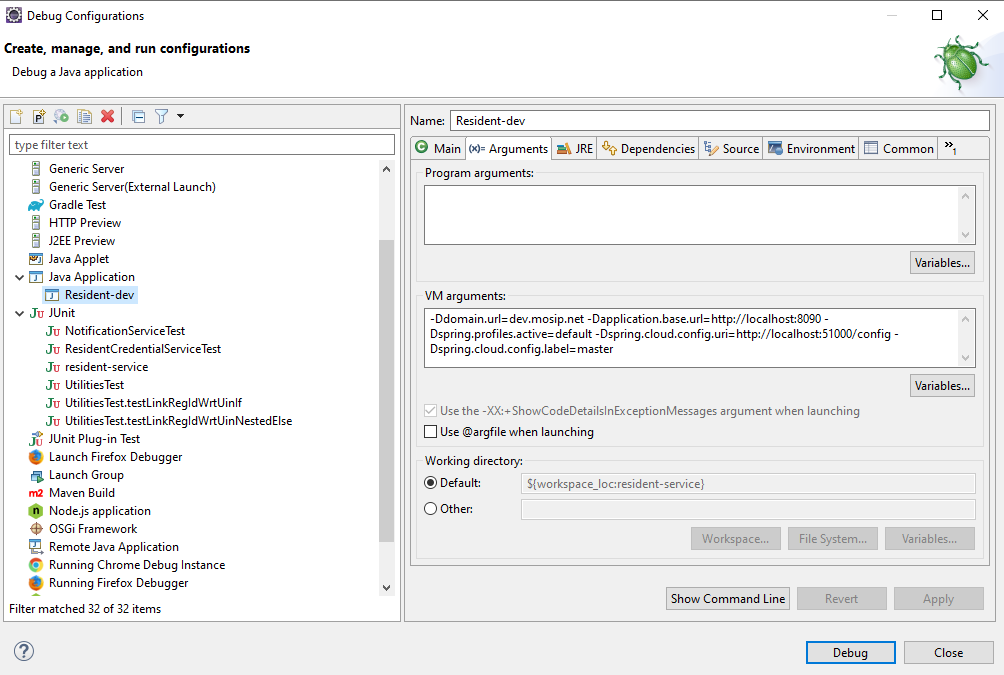 Debug Configurations
Create, manage, and run configurations
Debug a Java application
type filter text
Generic Server
Generic Server(External Launch)
Gradle Test
HTTP Preview
J2EE Preview
Java Applet
Java Application
Resident-dev
JUnit
NotificationServiceTest
ResidentCredentialServiceTest
resident-service
UtilitiesTest
UtilitiesTest.testLinkRegIdWrtUinIf
UtilitiesTest.testLinkRegIdWrtUinNestedElse
JUnit Plug-in Test
Launch Firefox Debugger
Launch Group
m2 Maven Build
Node.js application
OSGi Framework
Remote Java Application
Running Chrome Debug Instance
Running Firefox Debugger
Filter matched 32 of 32 items
Name: Resident-dev
Main (x)= Arguments JRE Dependencies Source Environment Common »1
Program arguments:
Variables...
VM arguments:
-Ddomain.url=dev.mosip.net -Dapplication.base.url=http://localhost:8090 -
Dspring.profiles.active=default -Dspring.cloud.config.uri=http://localhost:51000/config -
Dspring.cloud.config.label=master
Variables...
Use the -XX:+ShowCodeDetailsInExceptionMessages argument when launching
Use @argfile when launching
Working directory:
Default: ${workspace_loc:resident-service}
Other:
Workspace... File System... Variables...
Show Command Line Revert Apply
? Debug Close